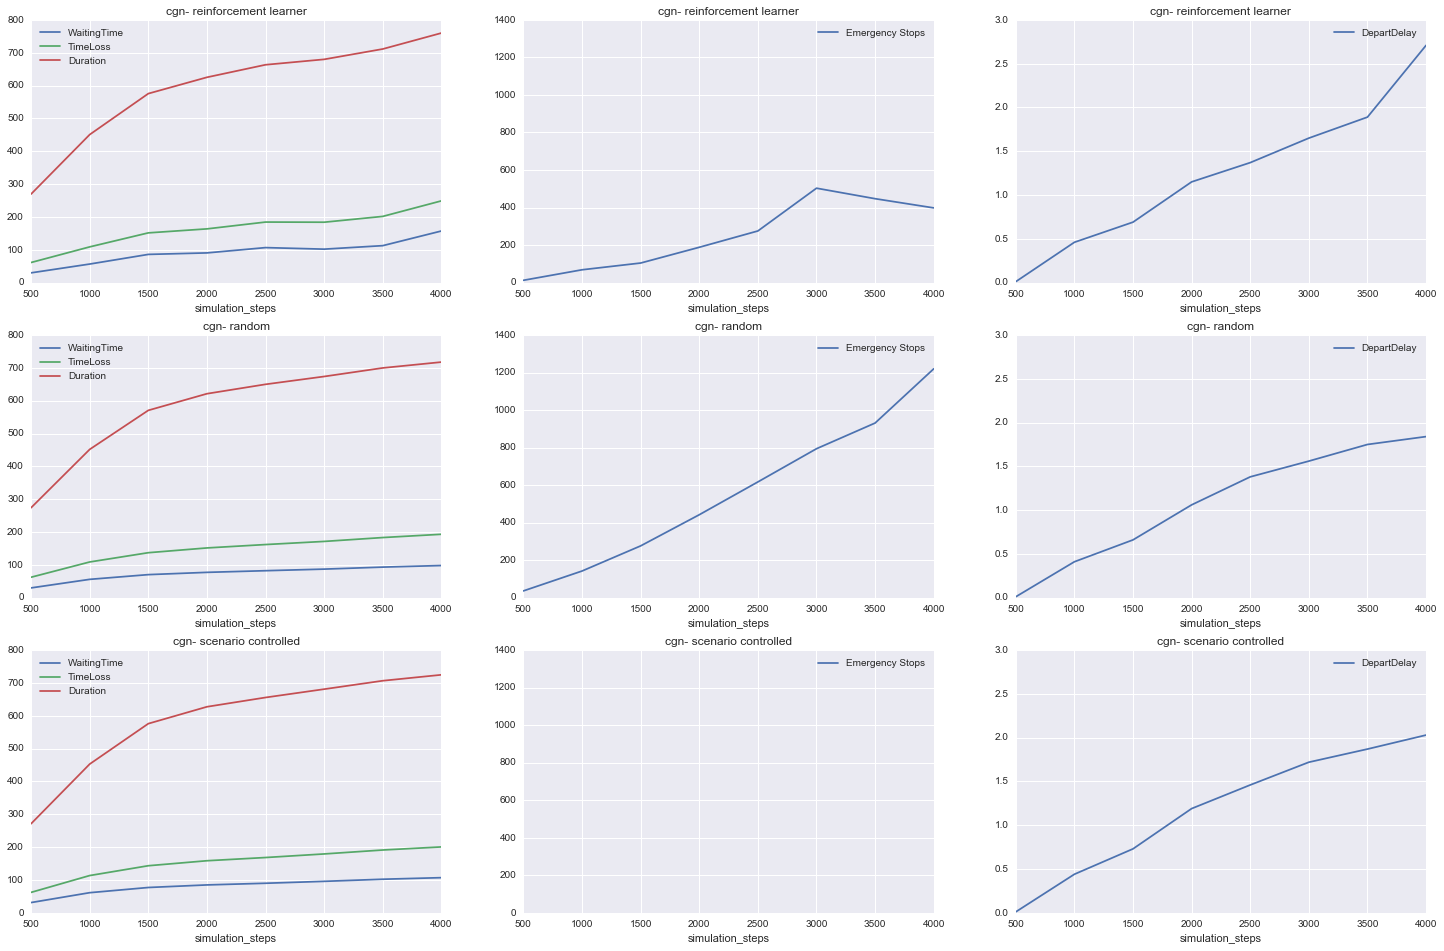 cgn- reinforcement learner
800
700
600
500
400
300
200
100
0
WaitingTime
TimeLoss
Duration
500 1000 1500 2000 2500 3000 3500 4000
simulation_steps
cgn- reinforcement learner
1400
1200
1000
800
600
400
200
0
Emergency Stops
500 1000 1500 2000 2500 3000 3500 4000
simulation_steps
cgn- reinforcement learner
3.0
2.5
2.0
1.5
1.0
0.5
0.0
DepartDelay
500 1000 1500 2000 2500 3000 3500 4000
simulation_steps
cgn- random
800
700
600
500
400
300
200
100
0
WaitingTime
TimeLoss
Duration
500 1000 1500 2000 2500 3000 3500 4000
simulation_steps
cgn- random
1400
1200
1000
800
600
400
200
0
Emergency Stops
500 1000 1500 2000 2500 3000 3500 4000
simulation_steps
cgn- random
3.0
2.5
2.0
1.5
1.0
0.5
0.0
DepartDelay
500 1000 1500 2000 2500 3000 3500 4000
simulation_steps
cgn- scenario controlled
800
700
600
500
400
300
200
100
0
WaitingTime
TimeLoss
Duration
500 1000 1500 2000 2500 3000 3500 4000
simulation_steps
cgn- scenario controlled
1400
1200
1000
800
600
400
200
0
Emergency Stops
500 1000 1500 2000 2500 3000 3500 4000
simulation_steps
cgn- scenario controlled
3.0
2.5
2.0
1.5
1.0
0.5
0.0
DepartDelay
500 1000 1500 2000 2500 3000 3500 4000
simulation_steps